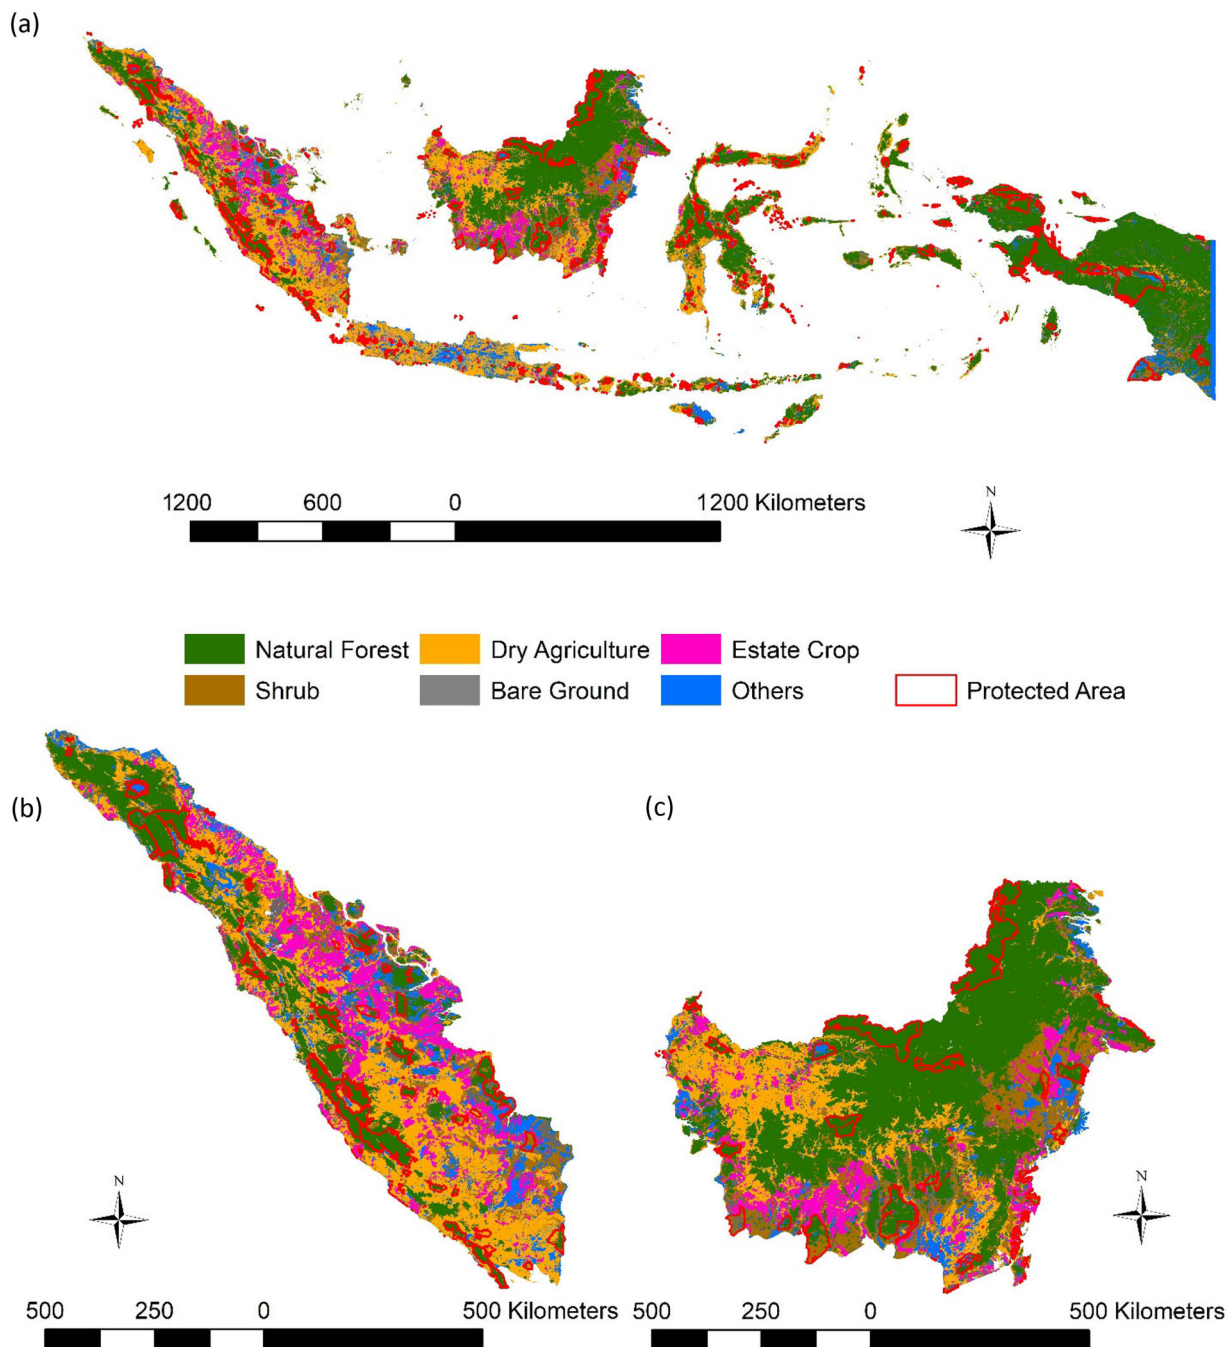 (a)
1200 600 0 1200 Kilometers
N
Natural Forest Dry Agriculture Estate Crop
Shrub Bare Ground Others Protected Area
(b)
(c)
N
N
500 250 0 500 Kilometers
500 250 0 500 Kilometers